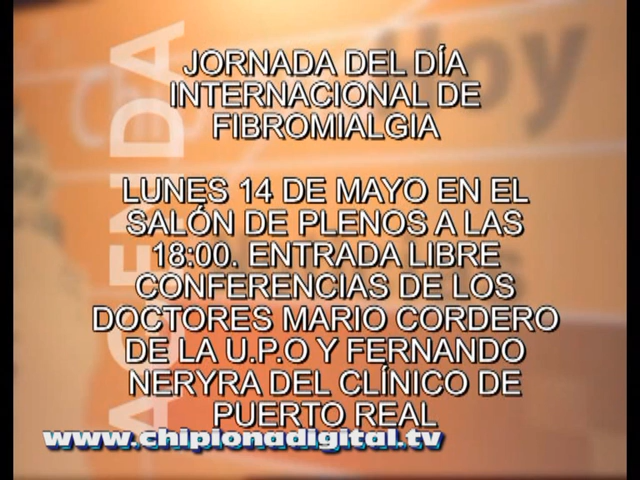 AGENDA
Hoy
JORNADA DEL DÍA
INTERNACIONAL DE
FIBROMIALGIA
LUNES 14 DE MAYO EN EL
SALÓN DE PLENOS A LAS
18:00. ENTRADA LIBRE
CONFERENCIAS DE LOS
DOCTORES MARIO CORDERO
DE LA U.P.O Y FERNANDO
NERYRA DEL CLÍNICO DE
PUERTO REAL
www.chipionadigital.tv